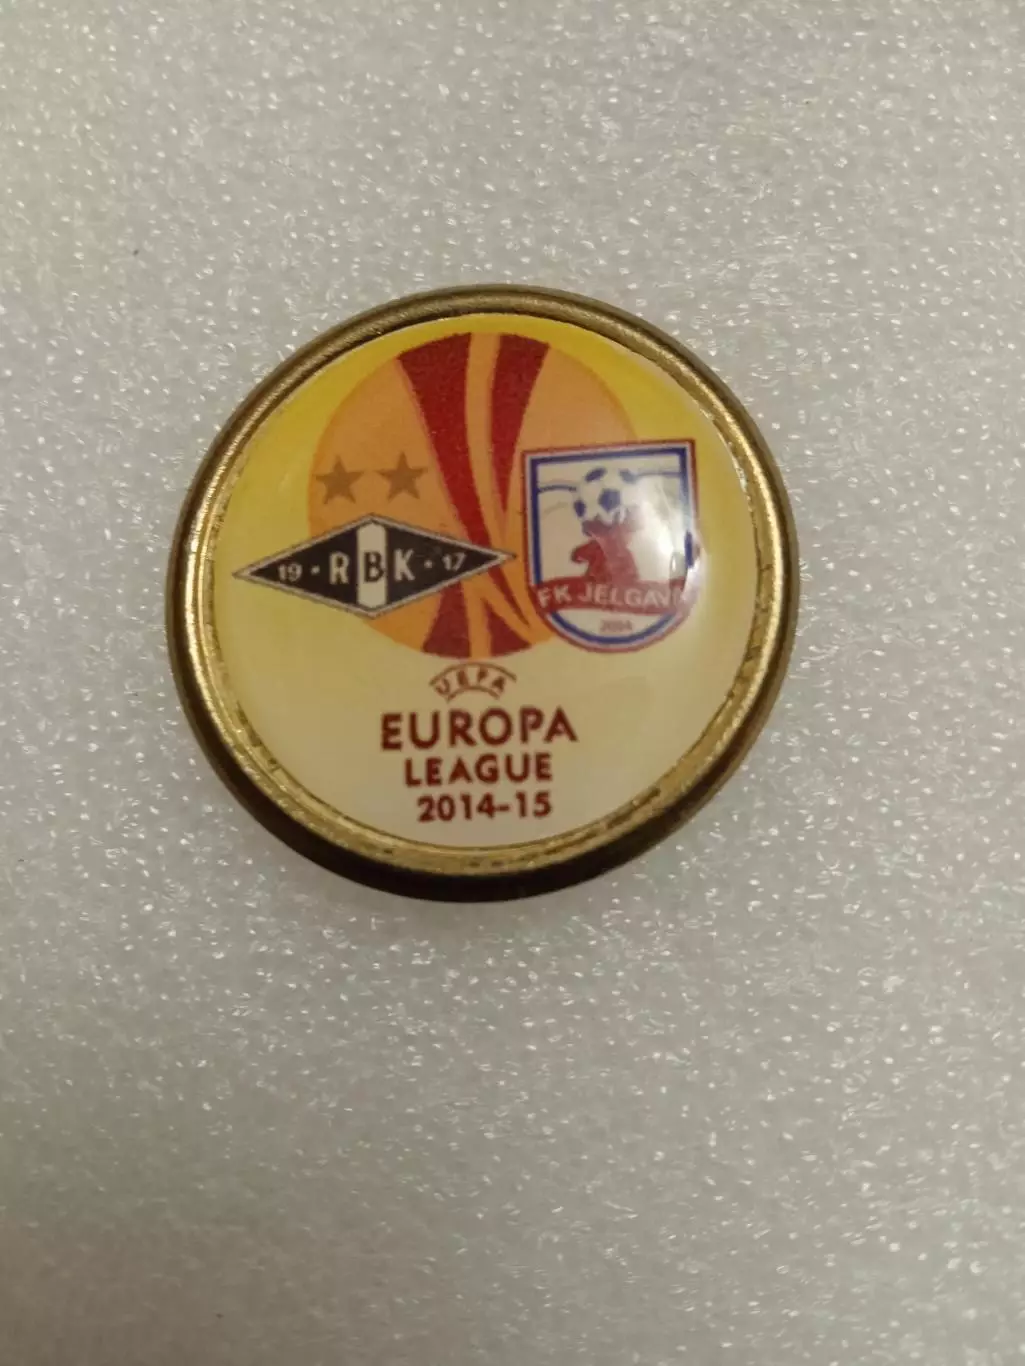 19 · RBK · 17
FK JELGAVA
2004
UEFA
EUROPA
LEAGUE
2014-15